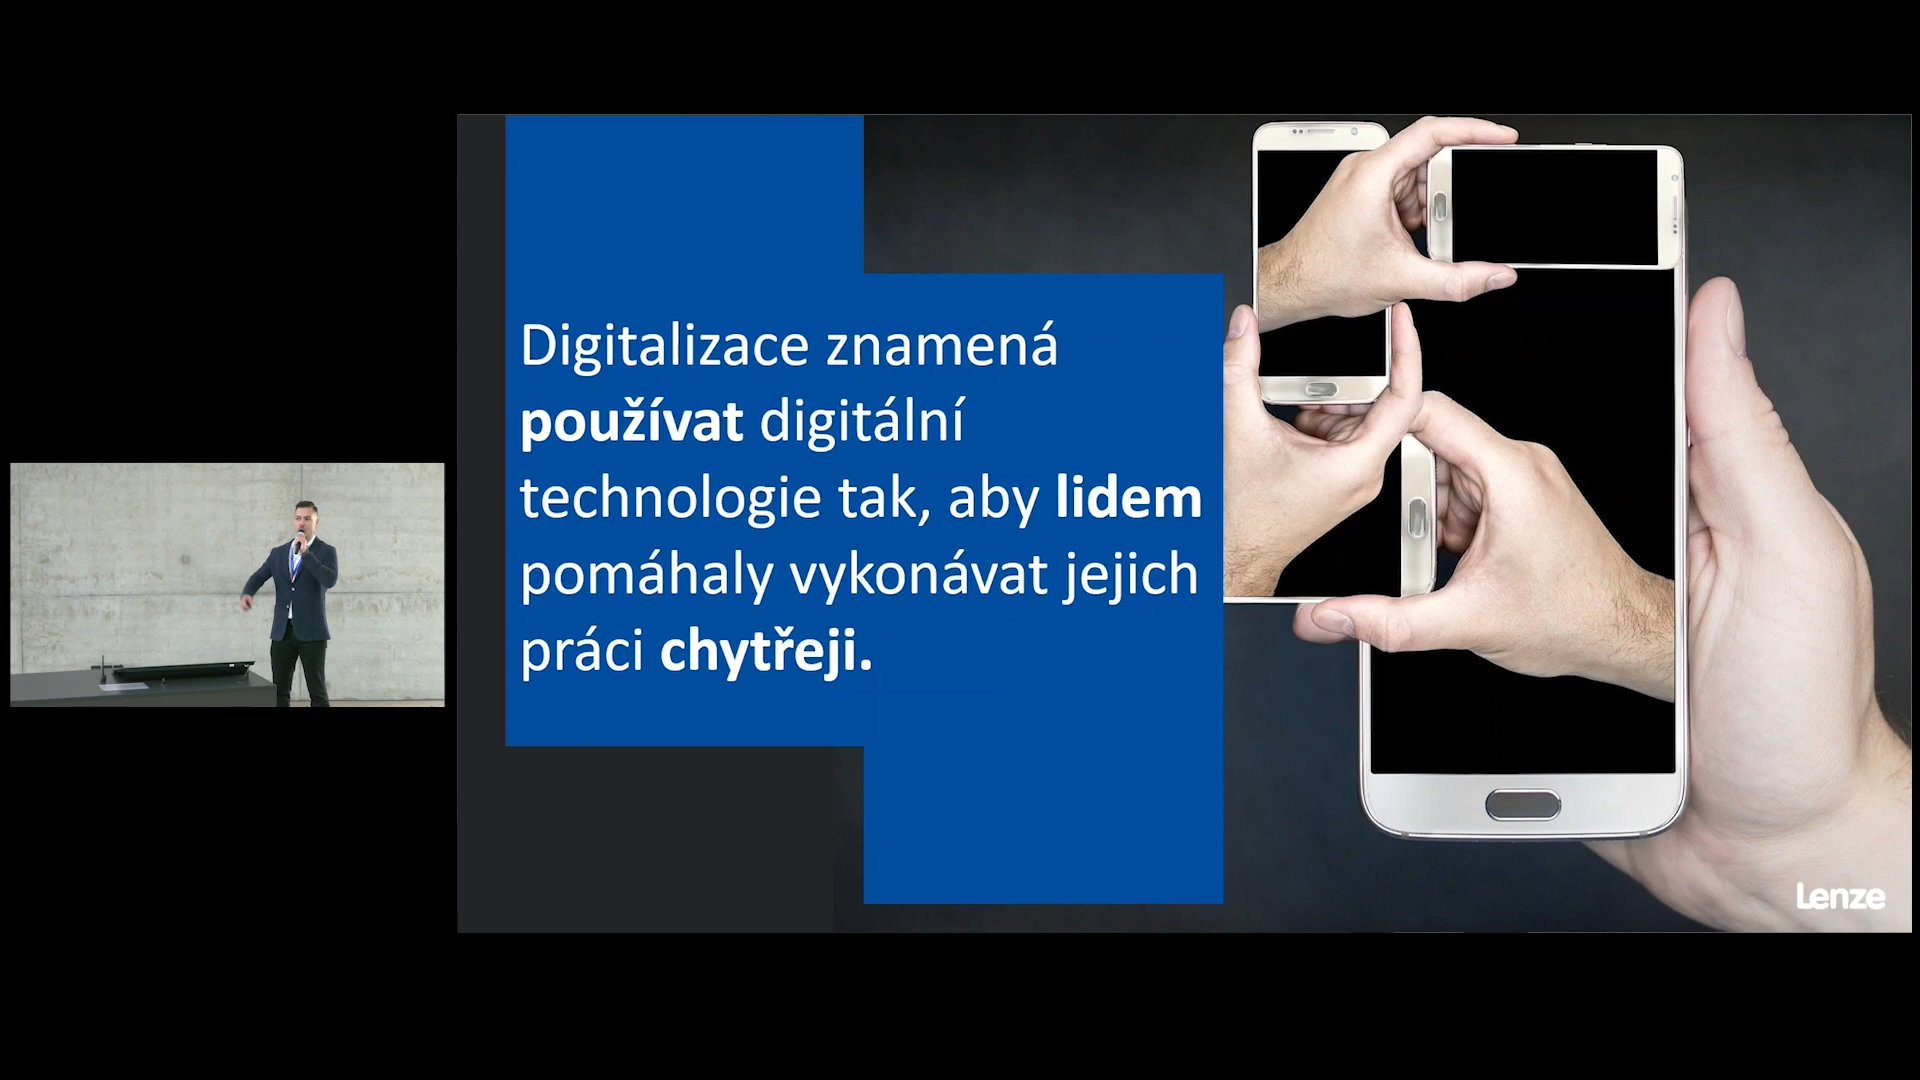 Digitalizace znamená
používat digitální
technologie tak, aby lidem
pomáhaly vykonávat jejich
práci chytřeji.
Lenze